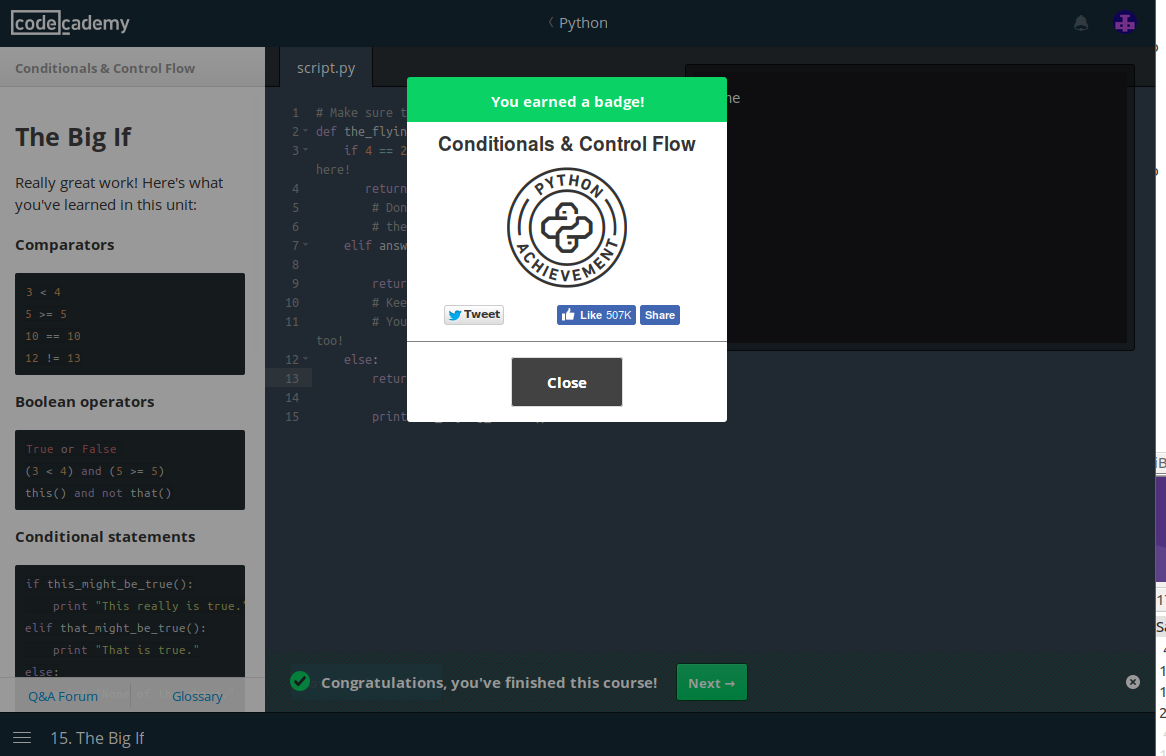 codecademy
Python
Conditionals & Control Flow
The Big If
Really great work! Here's what
you've learned in this unit:
Comparators
3 < 4
5 >= 5
10 == 10
12 != 13
Boolean operators
True or False
(3 < 4) and (5 >= 5)
this() and not that()
Conditional statements
if this_might_be_true():
print "This really is true."
elif that_might_be_true():
print "That is true."
else:
Q&A Forum
Glossary
script.py
1 # Make sure t
2 def the_flyin
3 if 4 == 2
here!
4 return
5 # Don
6 # the
7 elif answ
8
9 retur
10 # Kee
11 # You
too!
12 else:
13 retur
14
15 print
ne
You earned a badge!
Conditionals & Control Flow
PYTHON
ACHIEVEMENT
Tweet
Like 507K
Share
Close
Congratulations, you've finished this course!
Next →
15. The Big If